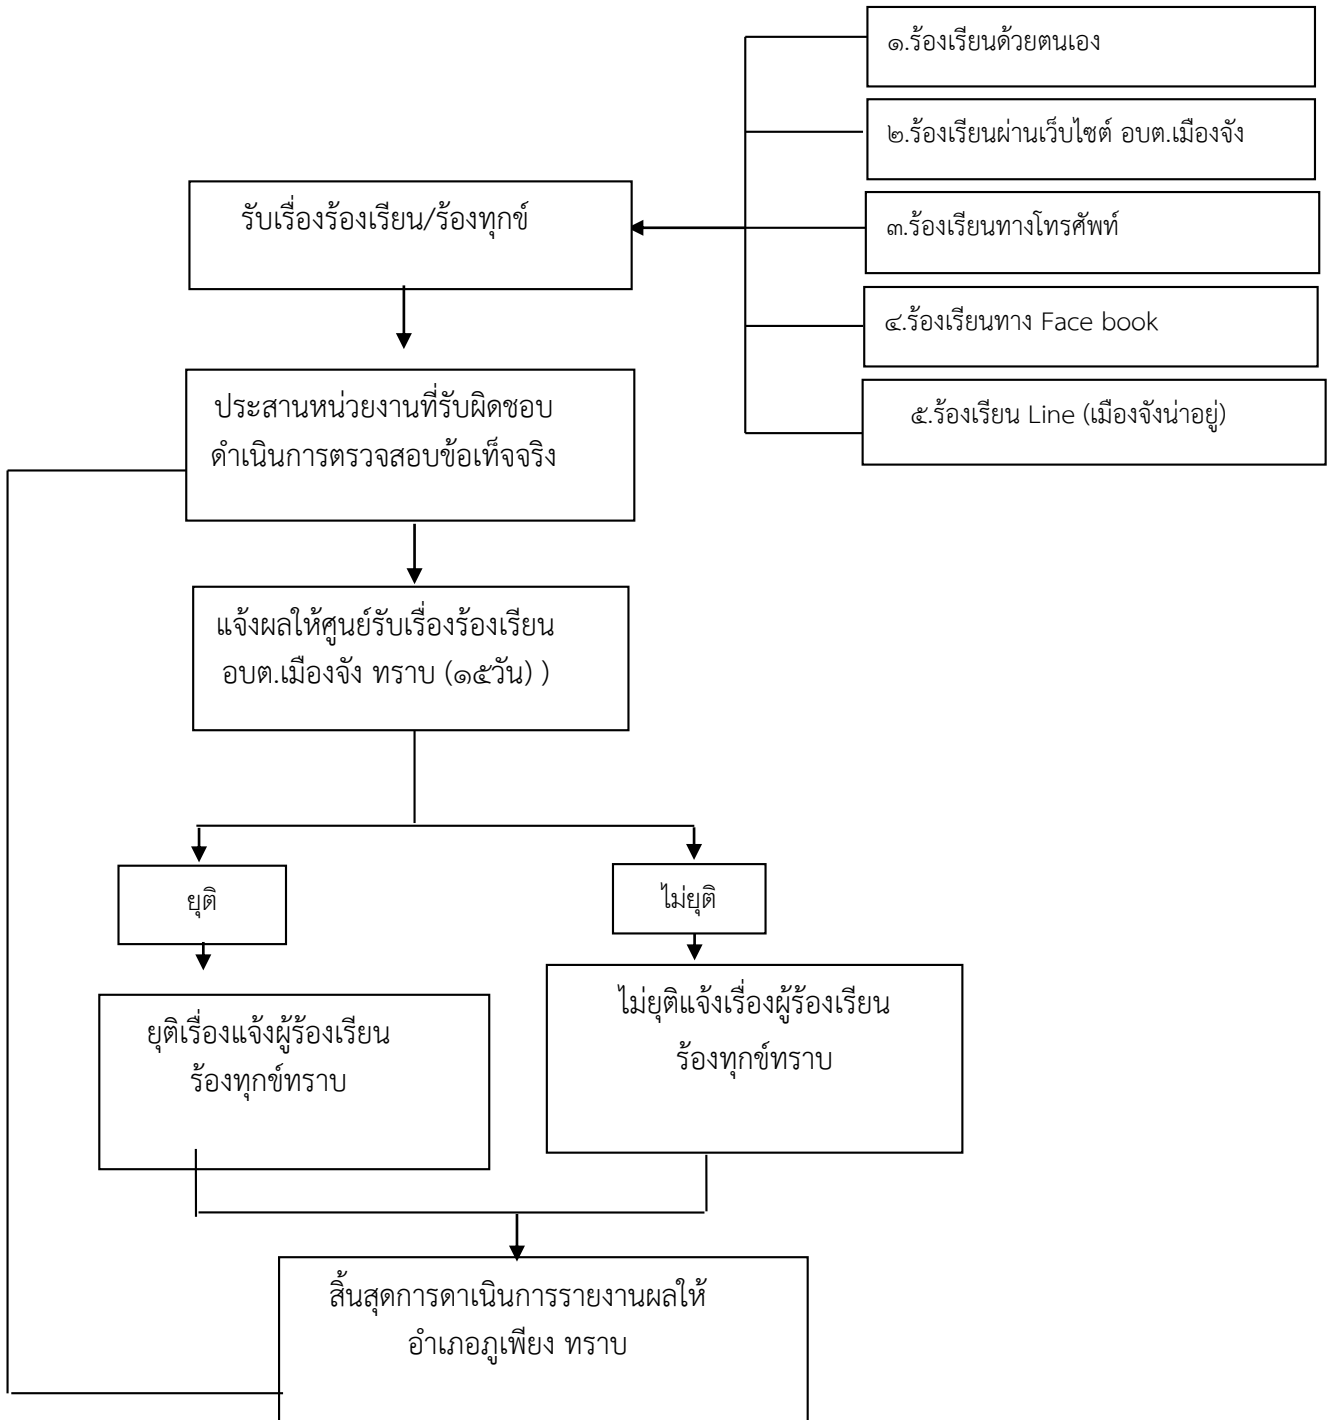 ๑.ร้องเรียนด้วยตนเอง
๒.ร้องเรียนผ่านเว็บไซต์ อบต.เมืองจัง
รับเรื่องร้องเรียน/ร้องทุกข์
๓.ร้องเรียนทางโทรศัพท์
๔.ร้องเรียนทาง Face book
๕.ร้องเรียน Line (เมืองจังน่าอยู่)
ประสานหน่วยงานที่รับผิดชอบ
ดำเนินการตรวจสอบข้อเท็จจริง
แจ้งผลให้ศูนย์รับเรื่องร้องเรียน
อบต.เมืองจัง ทราบ (๑๕วัน) )
ยุติ
ไม่ยุติ
ยุติเรื่องแจ้งผู้ร้องเรียน
ร้องทุกข์ทราบ
ไม่ยุติแจ้งเรื่องผู้ร้องเรียน
ร้องทุกข์ทราบ
สิ้นสุดการดาเนินการรายงานผลให้
อำเภอภูเพียง ทราบ